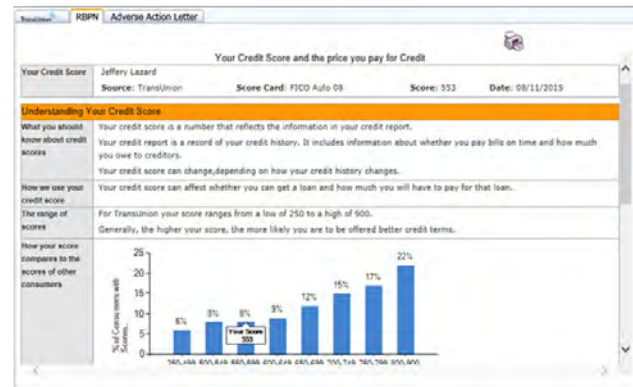 TransUnion RBPN Adverse Action Letter
Your Credit Score and the price you pay for Credit
Your Credit Score
Jeffery Lazard
Source: TransUnion Score Card: FICO Auto 08 Score: 553 Date: 08/11/2015
Understanding Your Credit Score
What you should
know about credit
scores
Your credit score is a number that reflects the information in your credit report.
Your credit report is a record of your credit history. It includes information about whether you pay bills on time and how much
you owe to creditors.
Your credit score can change,depending on how your credit history changes.
How we use your
credit score
Your credit score can affect whether you can get a loan and how much you will have to pay for that loan.
The range of
scores
For TransUnion your score ranges from a low of 250 to a high of 900.
Generally, the higher your score, the more likely you are to be offered better credit terms.
How your score
compares to the
scores of other
consumers
% of Consumers with
Scores...
25
20
15
10
5
0
6%
8%
8%
9%
12%
15%
17%
22%
Your Score
553